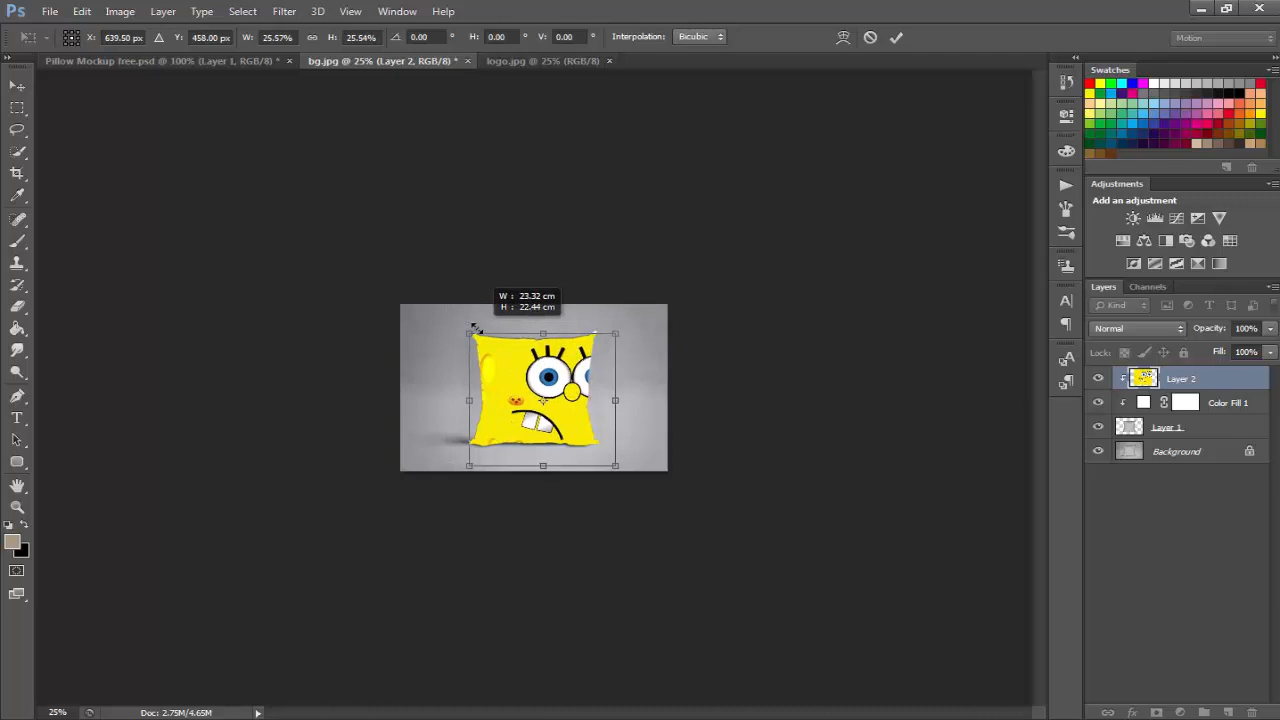 Ps File Edit Image Layer Type Select Filter 3D View Window Help
X: 639.50 px Y: 458.00 px W: 25.57% H: 25.54% 0.00 ° H: 0.00 ° V: 0.00 ° Interpolation: Bicubic Motion
Pillow Mockup free.psd @ 100% (Layer 1, RGB/8) * × bg.jpg @ 25% (Layer 2, RGB/8) * × logo.jpg @ 25% (RGB/8) ×
Swatches
Adjustments
Add an adjustment
Layers Channels
Kind
W : 23.32 cm
H : 22.44 cm
Normal Opacity: 100%
Lock: Fill: 100%
Layer 2
Color Fill 1
Layer 1
Background
25% Doc: 2.75M/4.65M